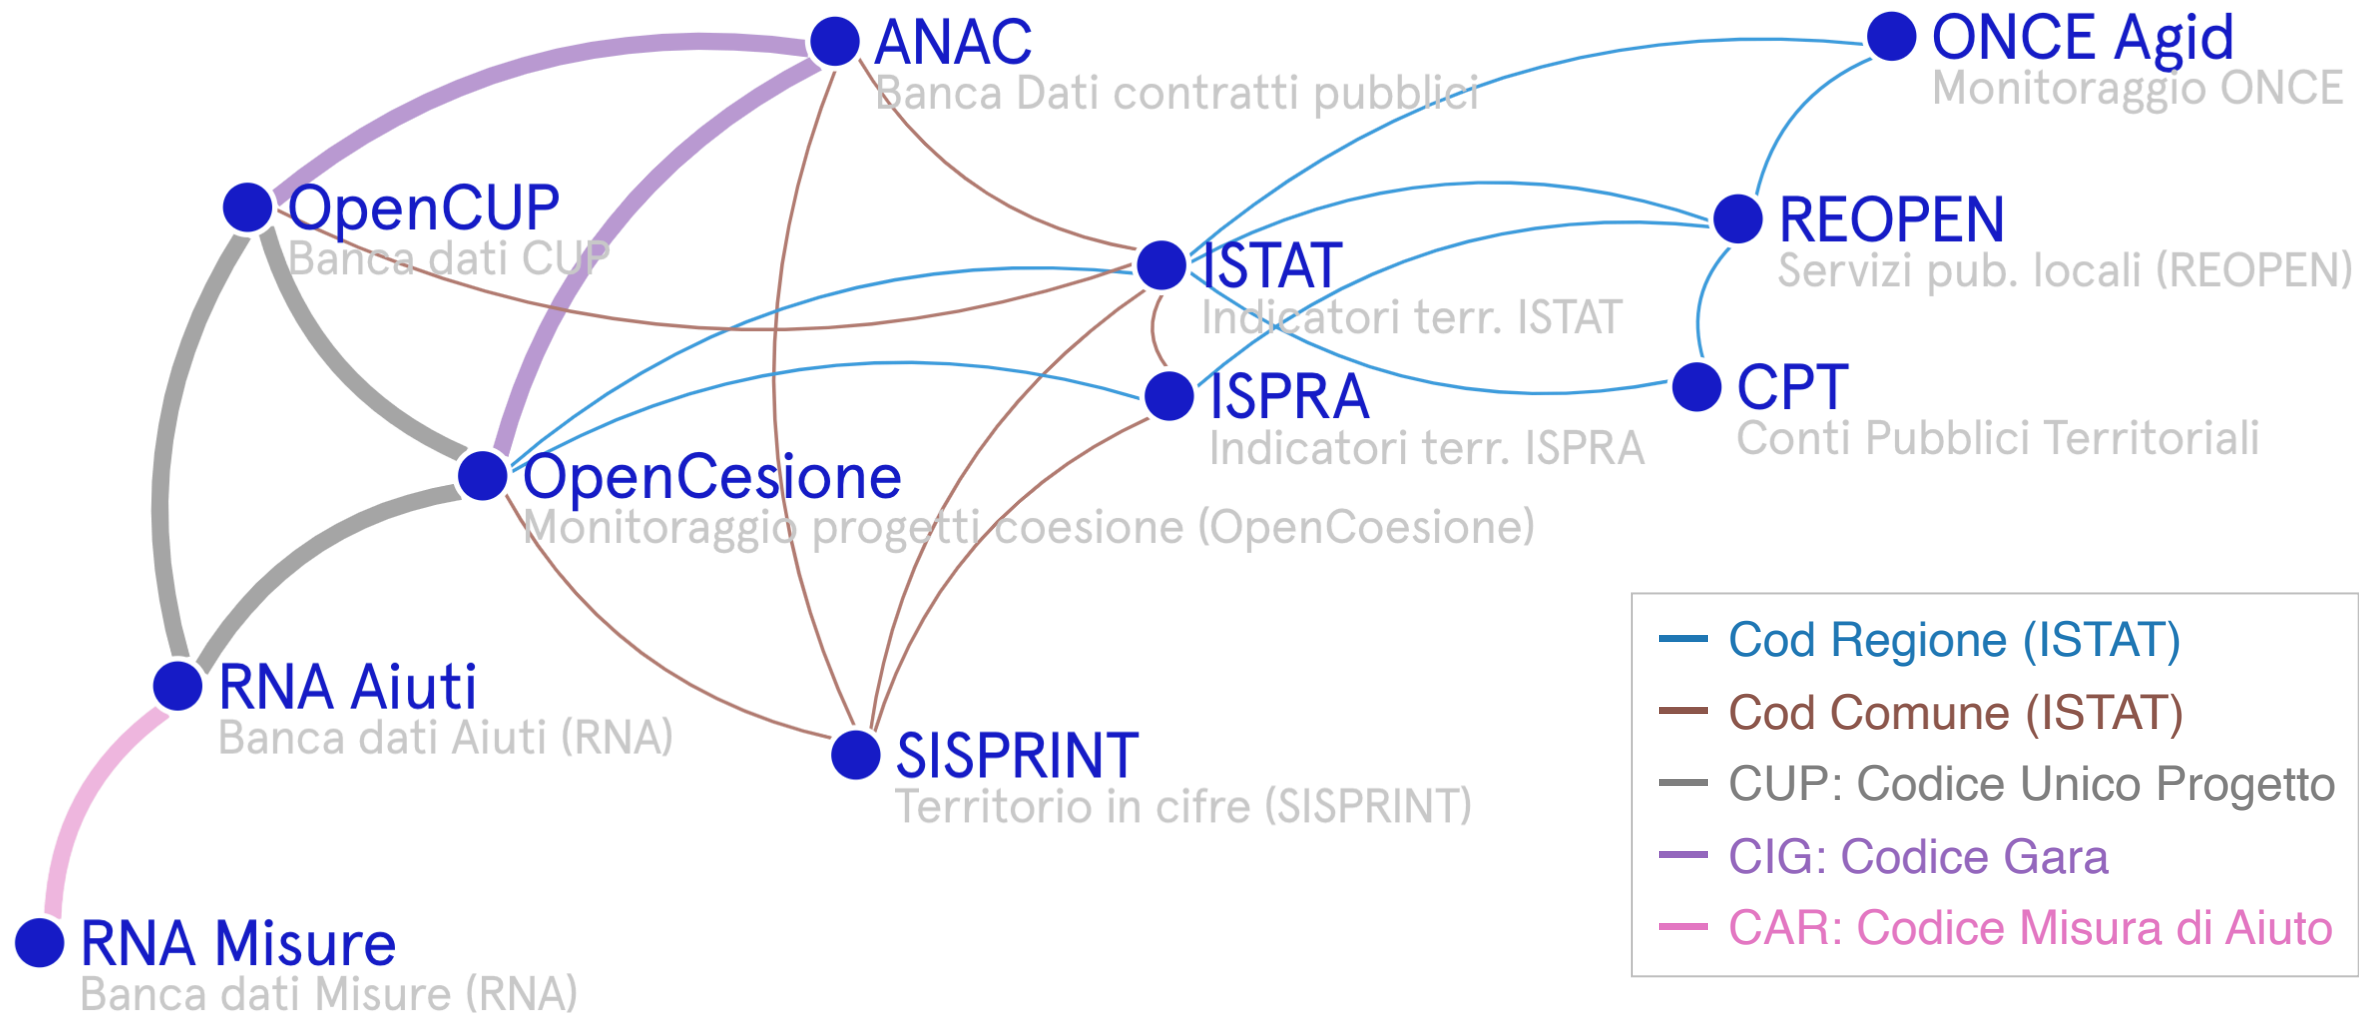 ANAC
Banca Dati contratti pubblici
ONCE Agid
Monitoraggio ONCE
OpenCUP
Banca dati CUP
REOPEN
Servizi pub. locali (REOPEN)
ISTAT
Indicatori terr. ISTAT
ISPRA
Indicatori terr. ISPRA
CPT
Conti Pubblici Territoriali
OpenCesione
Monitoraggio progetti coesione (OpenCoesione)
RNA Aiuti
Banca dati Aiuti (RNA)
SISPRINT
Territorio in cifre (SISPRINT)
RNA Misure
Banca dati Misure (RNA)
Cod Regione (ISTAT)
Cod Comune (ISTAT)
CUP: Codice Unico Progetto
CIG: Codice Gara
CAR: Codice Misura di Aiuto